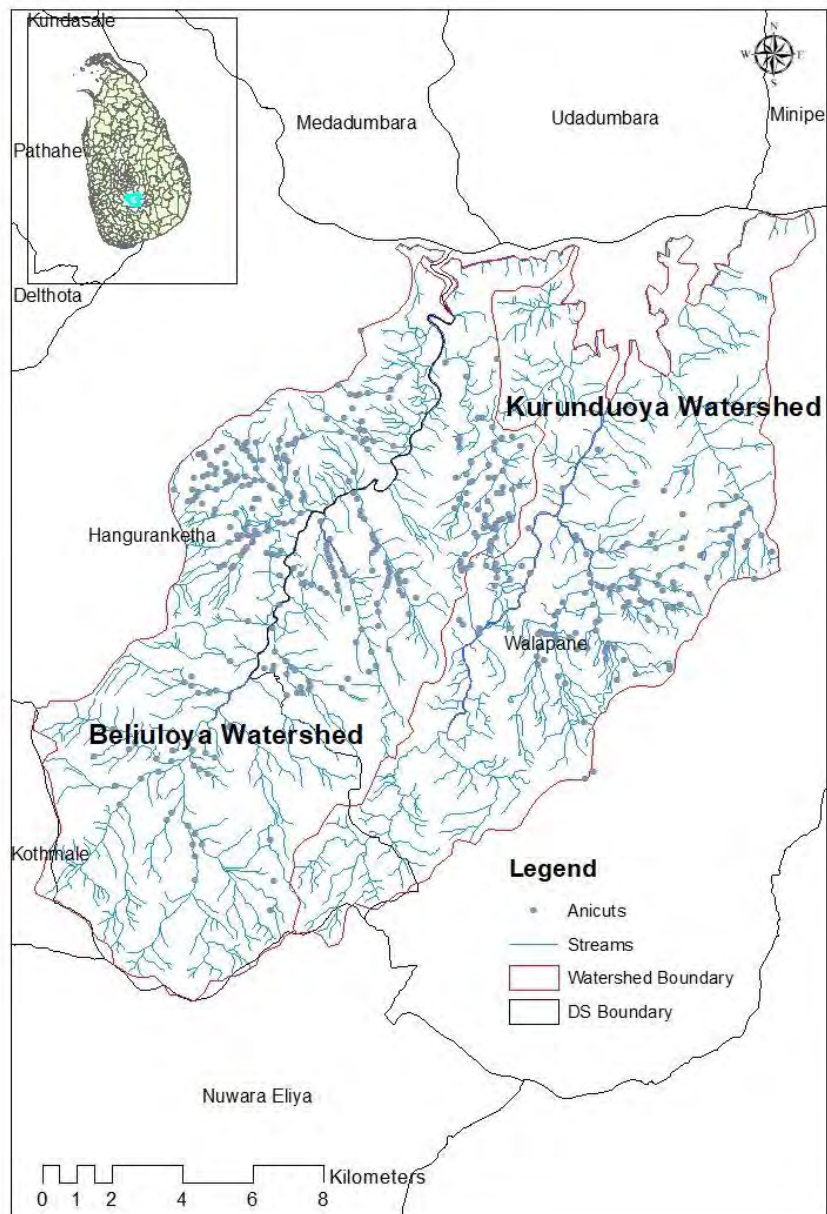 Kundasale
N
W E
S
Medadumbara
Udadumbara
Minipe
Pathahev
Delthota
Kurunduoya Watershed
Hanguranketha
Walapane
Beliuloya Watershed
Kothmale
Legend
Anicuts
Streams
Watershed Boundary
DS Boundary
Nuwara Eliya
Kilometers
0 1 2 4 6 8